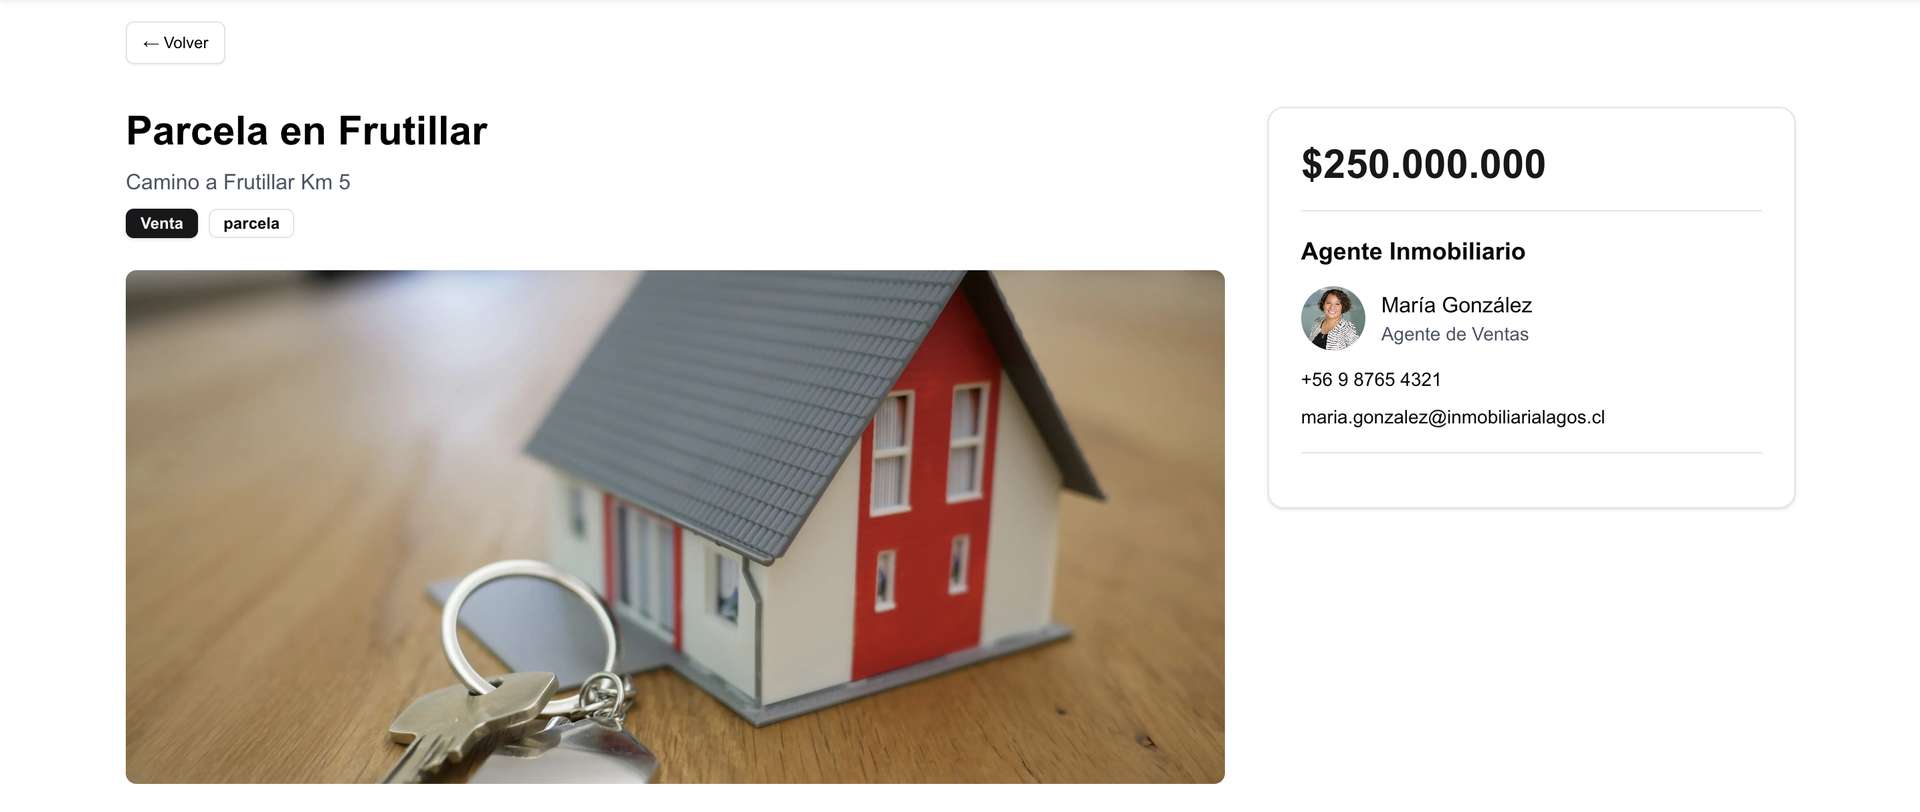 ← Volver
Parcela en Frutillar
Camino a Frutillar Km 5
Venta
parcela
$250.000.000
Agente Inmobiliario
María González
Agente de Ventas
+56 9 8765 4321
maria.gonzalez@inmobiliarialagos.cl